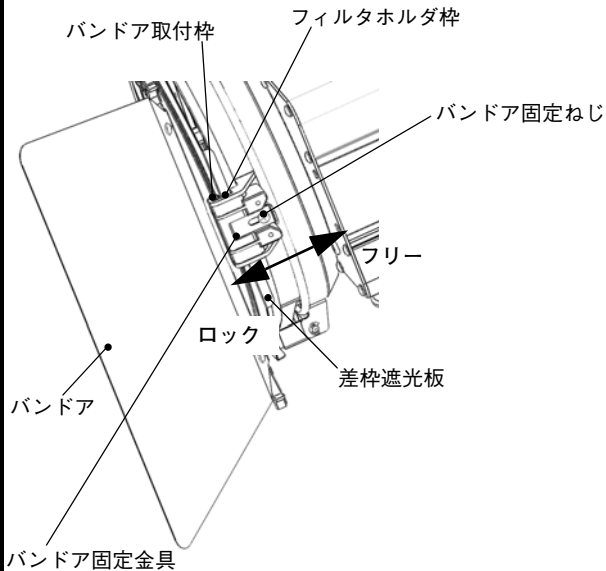 フィルタホルダ枠
バンドア取付枠
バンドア固定ねじ
フリー
ロック
差枠遮光板
バンドア
バンドア固定金具